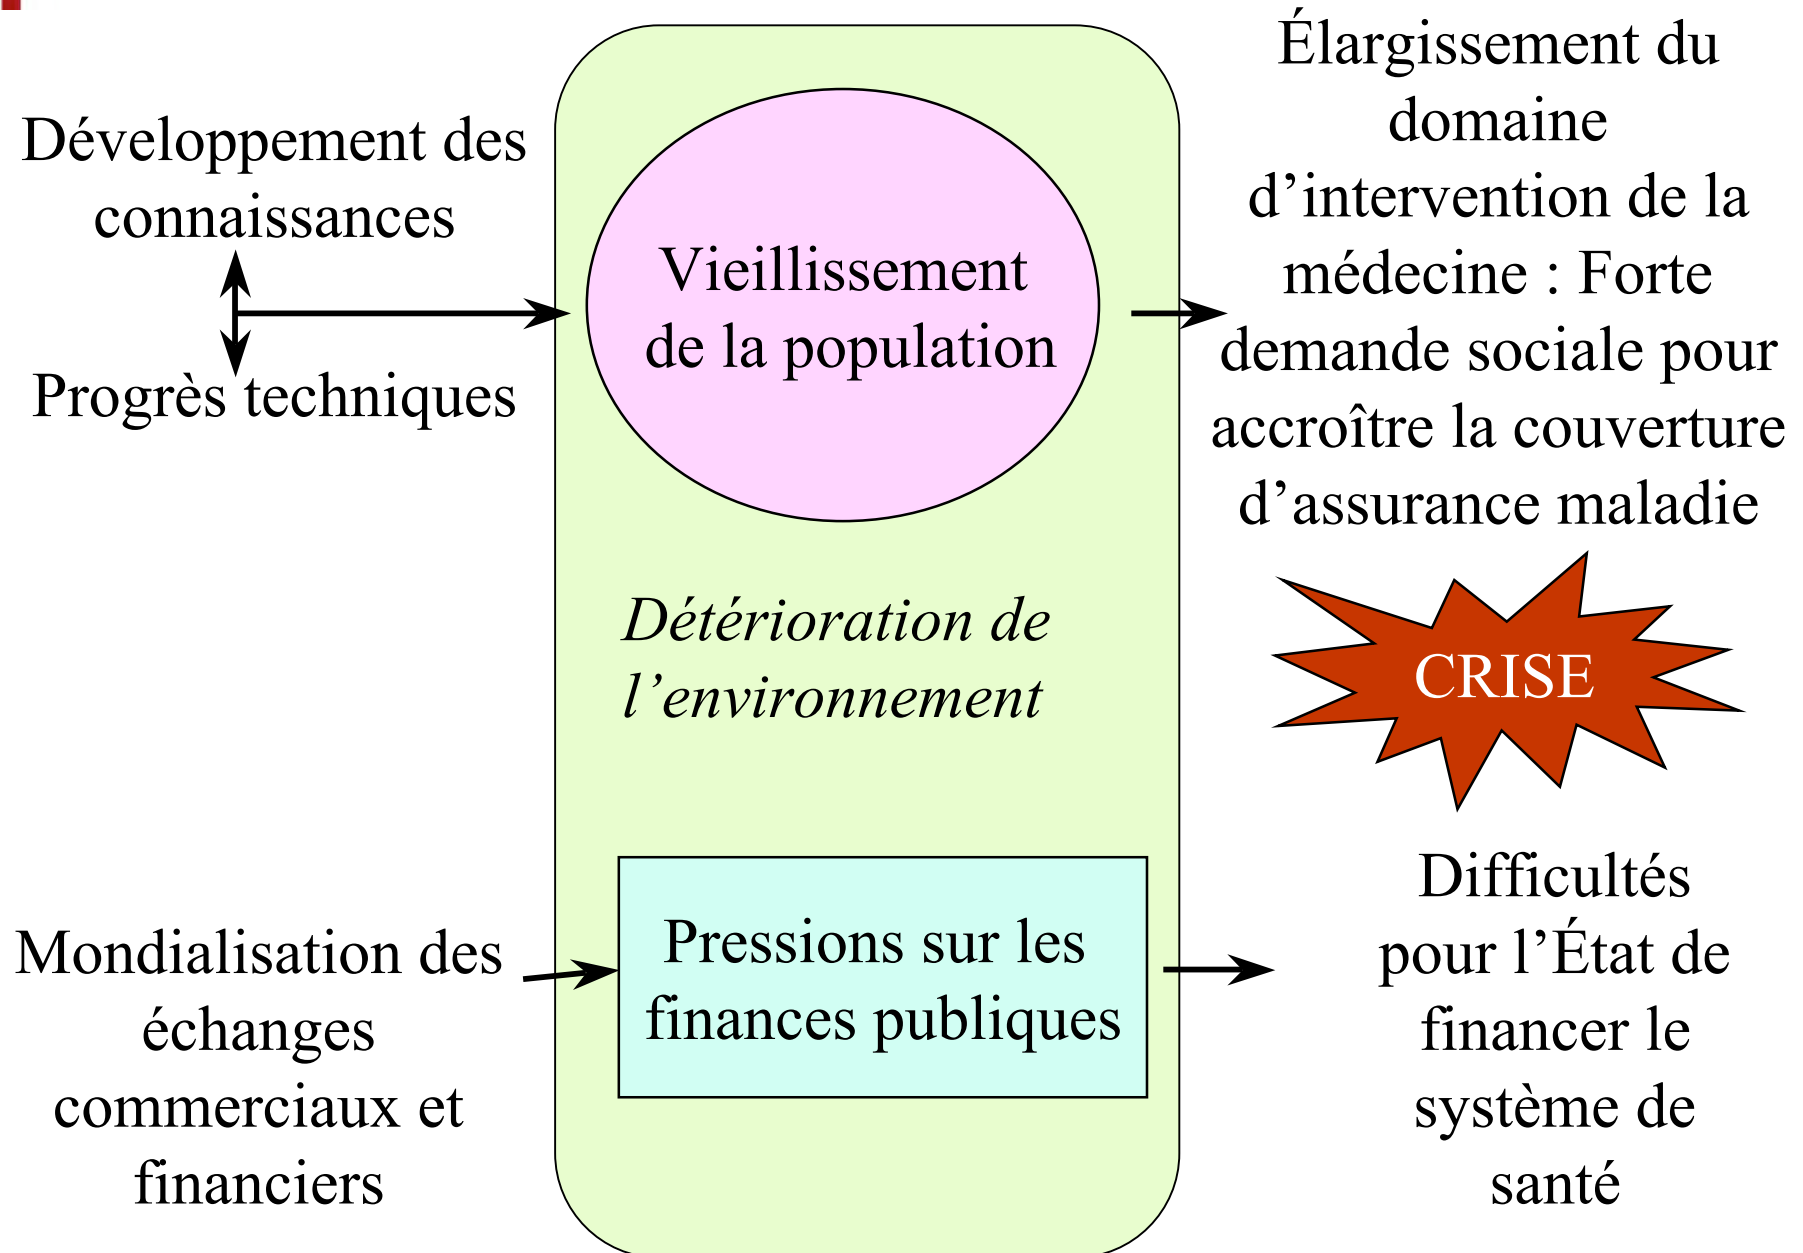 Développement des
connaissances
Progrès techniques
Vieillissement
de la population
Élargissement du
domaine
d’intervention de la
médecine : Forte
demande sociale pour
accroître la couverture
d’assurance maladie
Détérioration de
l’environnement
CRISE
Mondialisation des
échanges
commerciaux et
financiers
Pressions sur les
finances publiques
Difficultés
pour l’État de
financer le
système de
santé